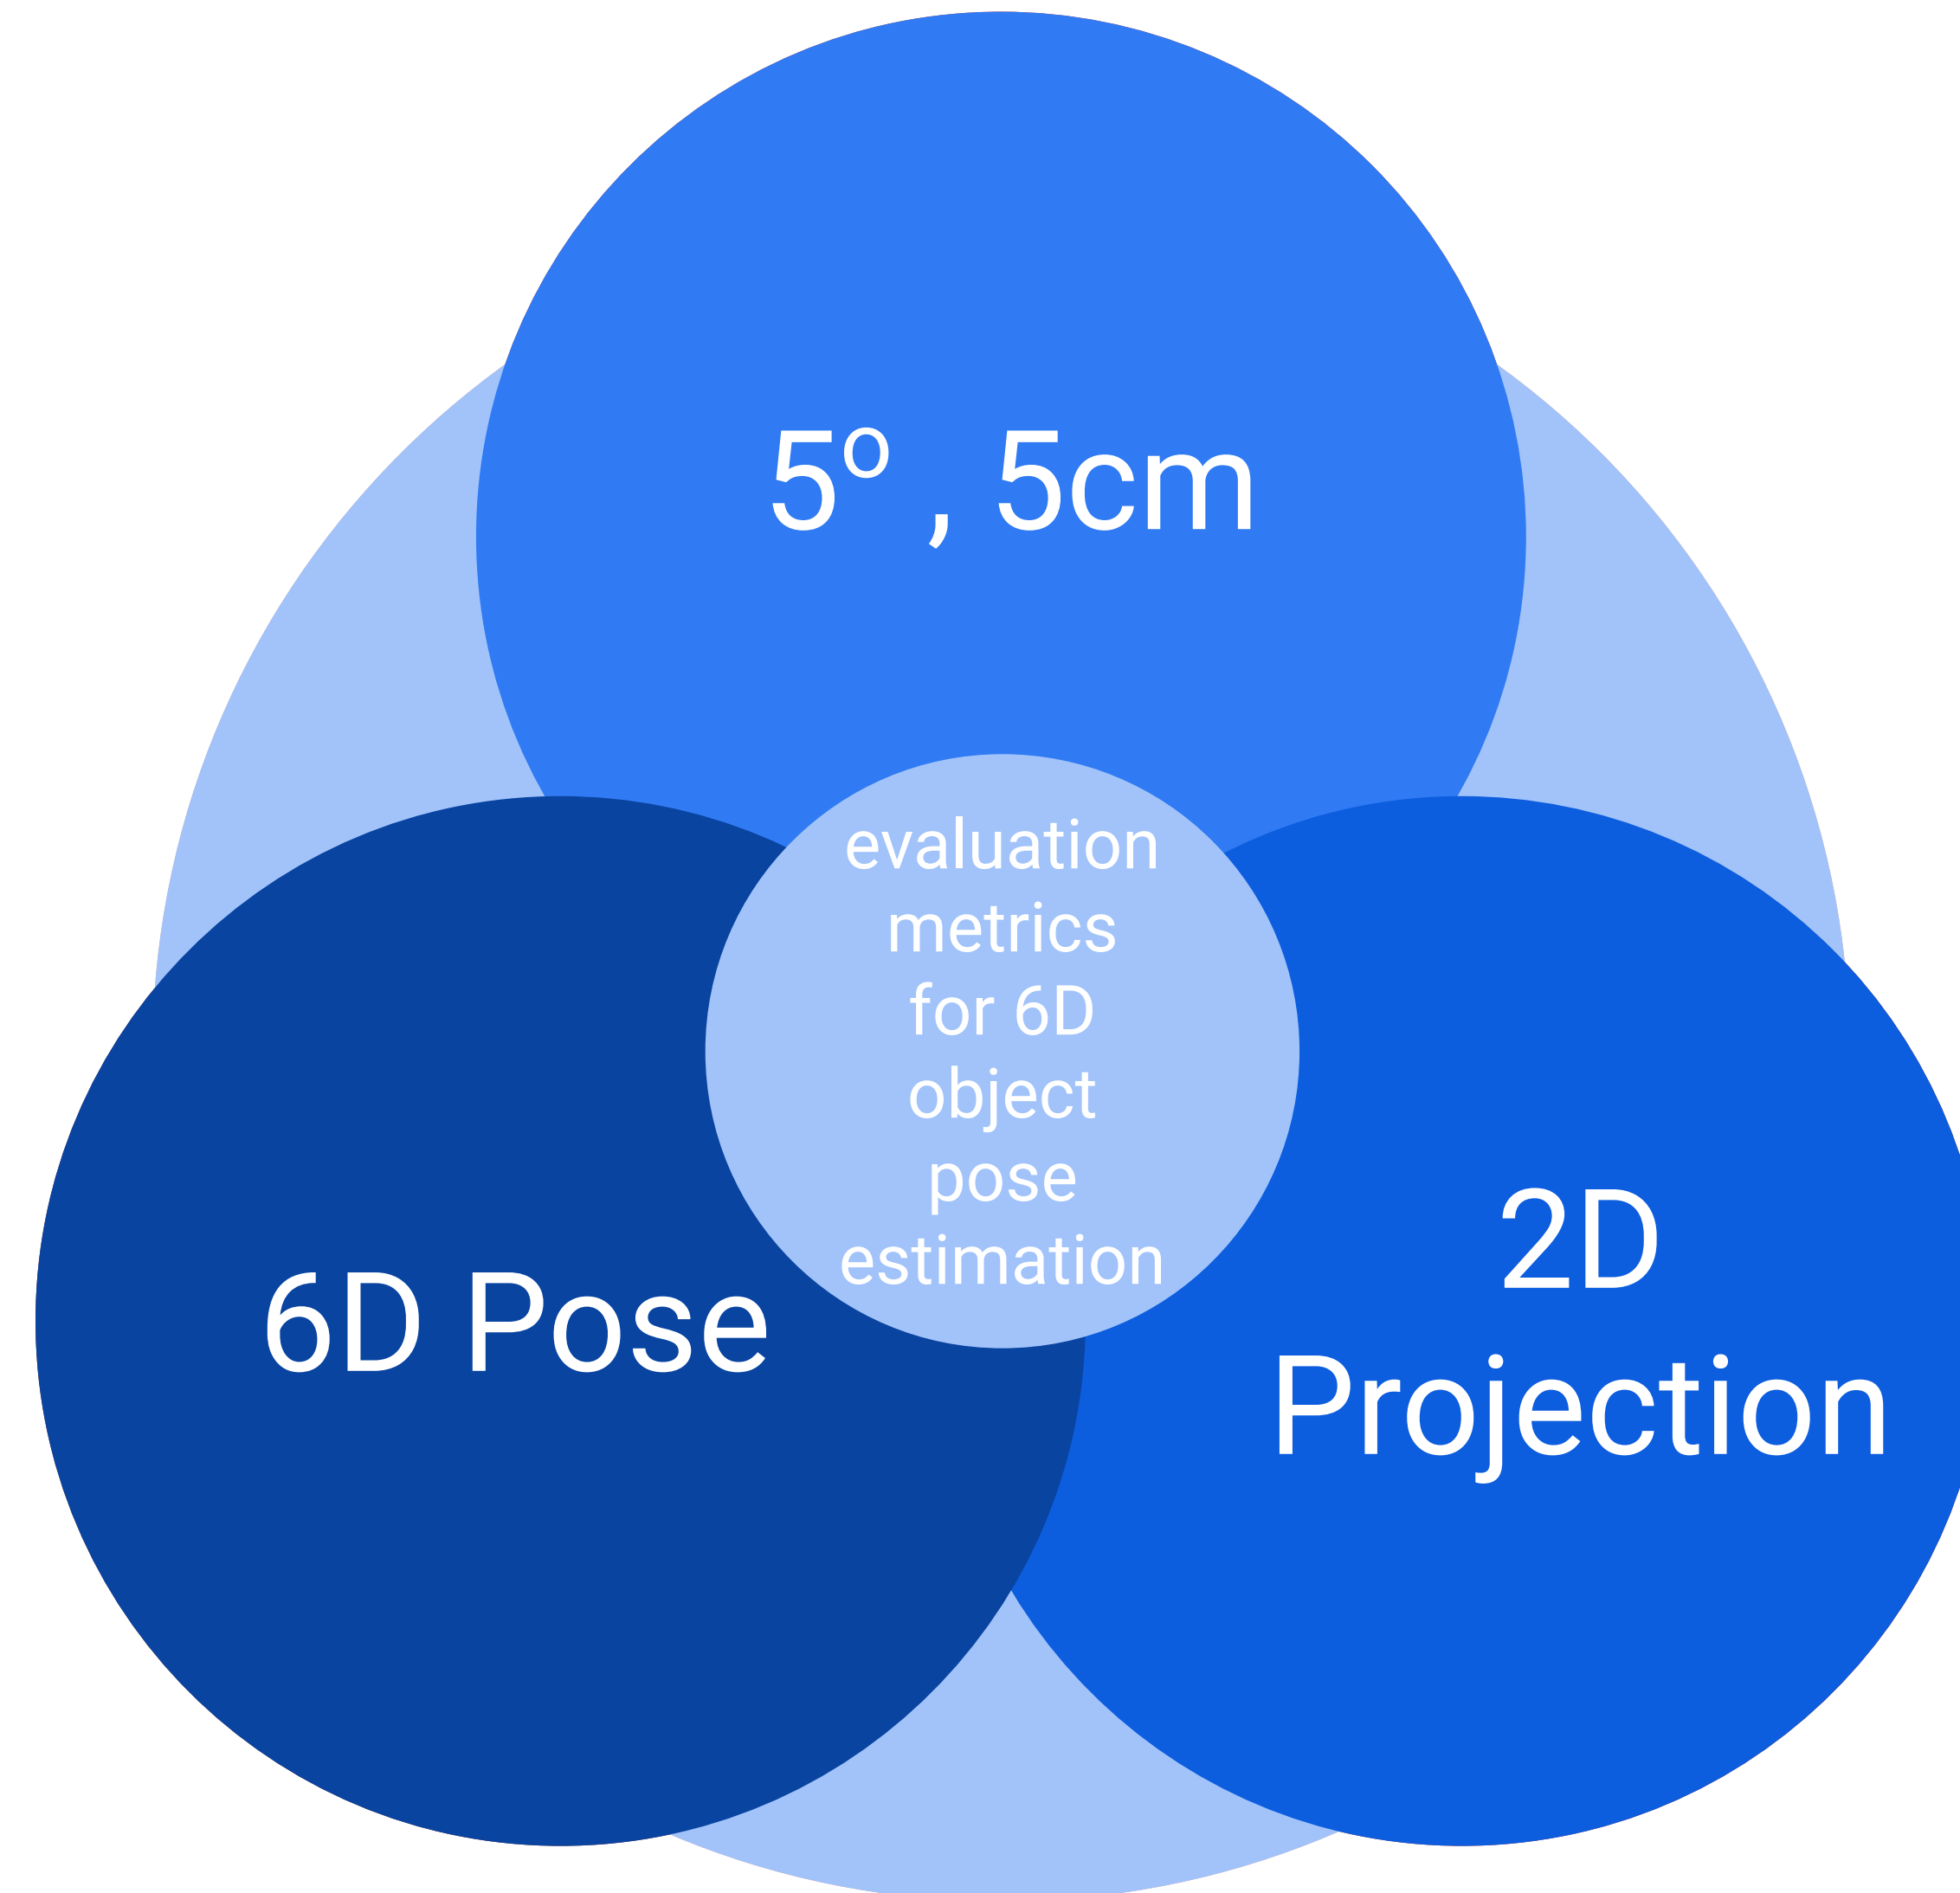 5º , 5cm
evaluation
metrics
for 6D
object
pose
estimation
6D Pose
2D
Projection